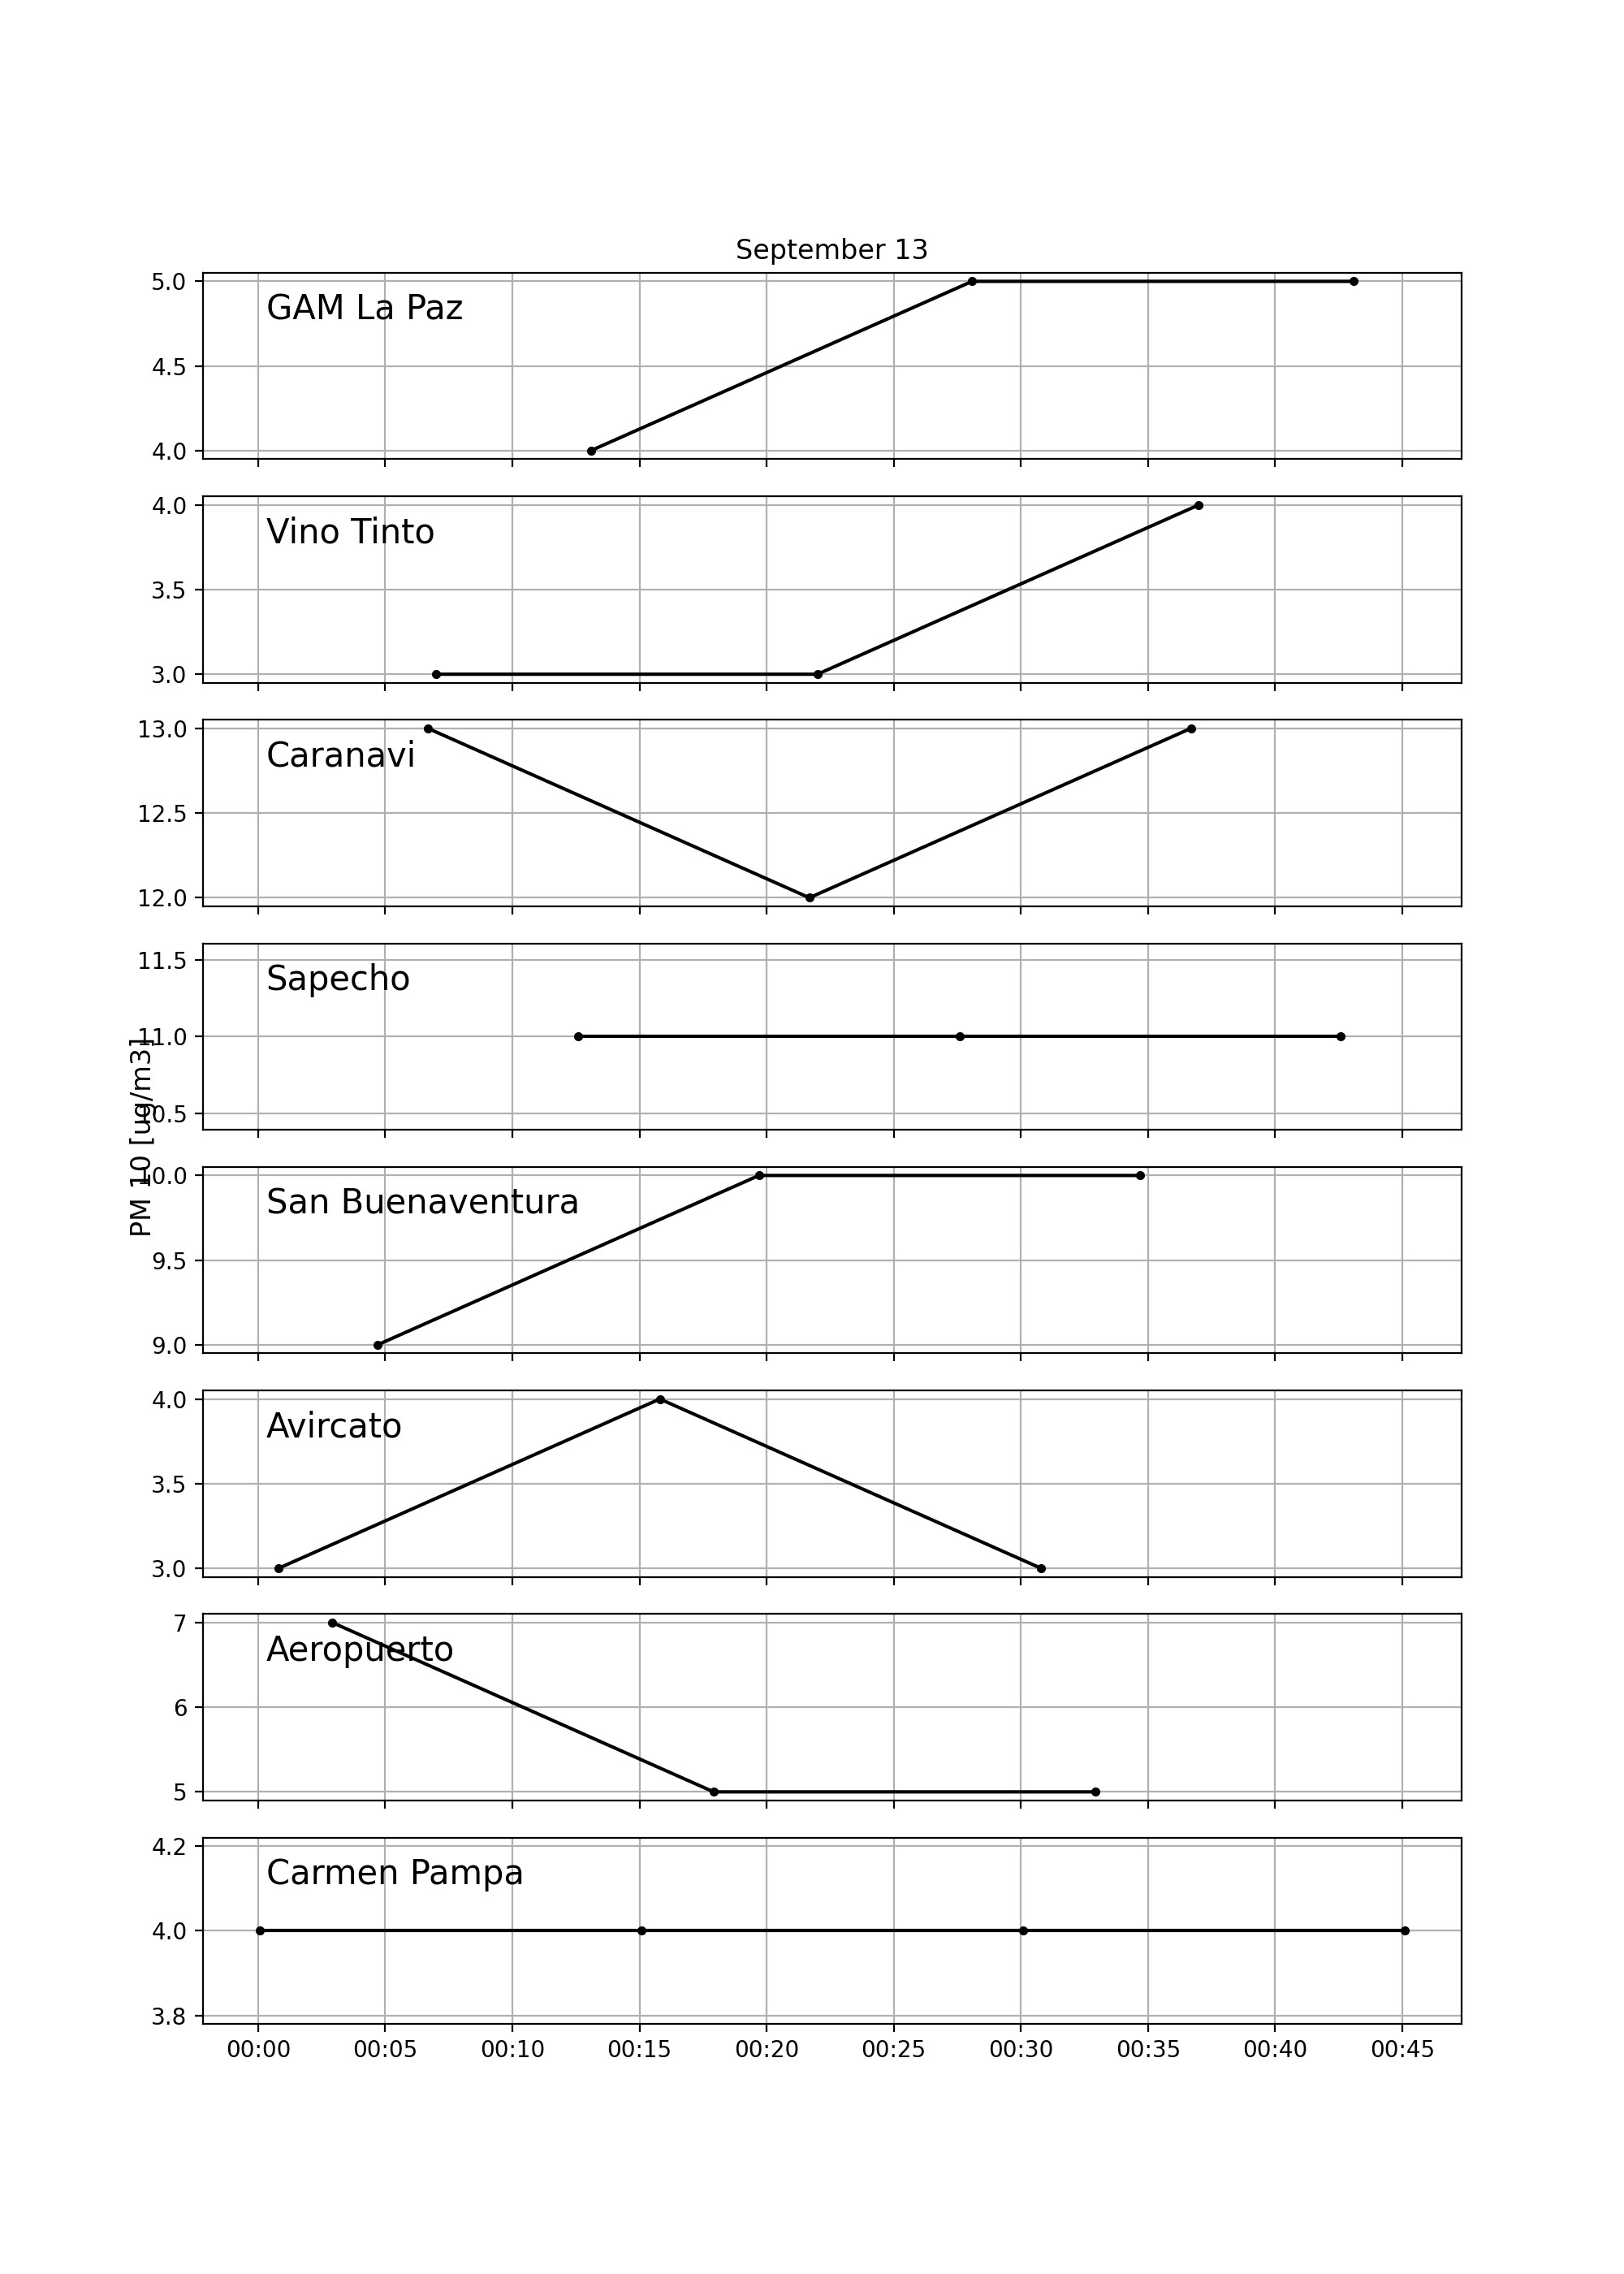 September 13
5.0
GAM La Paz
4.5
4.0
4.0
Vino Tinto
3.5
3.0
13.0
Caranavi
12.5
12.0
11.5
Sapecho
11.0
10.5
PM 10 [ug/m3]
10.0
San Buenaventura
9.5
9.0
4.0
Avircato
3.5
3.0
7
Aeropuerto
6
5
4.2
Carmen Pampa
4.0
3.8
00:00 00:05 00:10 00:15 00:20 00:25 00:30 00:35 00:40 00:45